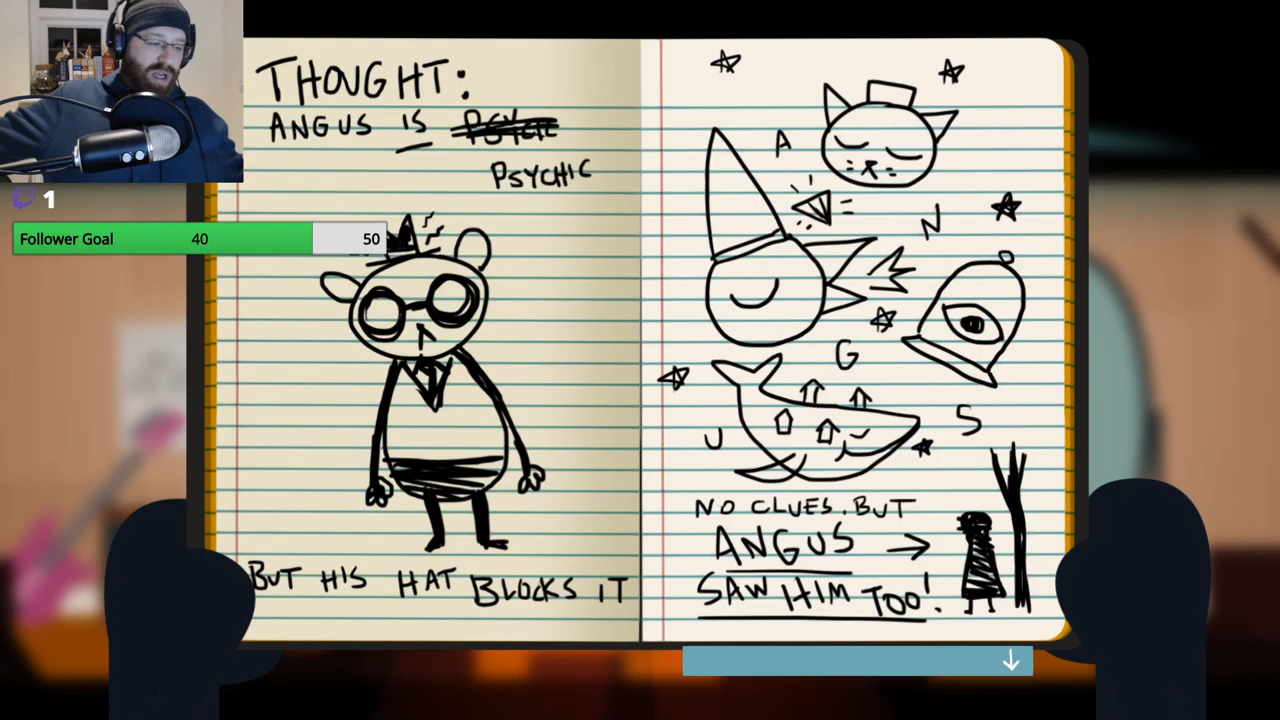 1
Follower Goal 40 50
THOUGHT:
ANGUS IS PSYCIC
PSYCHIC
BUT HIS HAT BLOCKS IT
A
N
G
U
S
NO CLUES. BUT
ANGUS →
SAW HIM TOO!